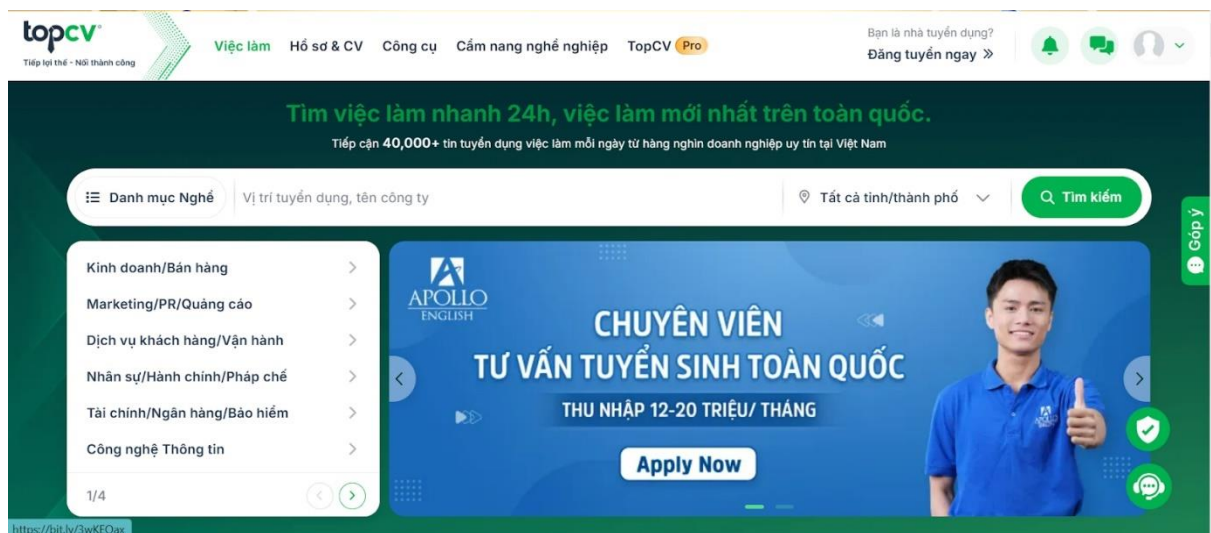 topcv
Tiếp lợi thế - Nối thành công
Việc làm
Hồ sơ & CV
Công cụ
Cẩm nang nghề nghiệp
TopCV Pro
Bạn là nhà tuyển dụng?
Đăng tuyển ngay »
Tìm việc làm nhanh 24h, việc làm mới nhất trên toàn quốc.
Tiếp cận 40,000+ tin tuyển dụng việc làm mỗi ngày từ hàng nghìn doanh nghiệp uy tín tại Việt Nam
Danh mục Nghề
Vị trí tuyển dụng, tên công ty
Tất cả tỉnh/thành phố
Tìm kiếm
Góp ý
Kinh doanh/Bán hàng
Marketing/PR/Quảng cáo
Dịch vụ khách hàng/Vận hành
Nhân sự/Hành chính/Pháp chế
Tài chính/Ngân hàng/Bảo hiểm
Công nghệ Thông tin
1/4
APOLLO
ENGLISH
CHUYÊN VIÊN
TƯ VẤN TUYỂN SINH TOÀN QUỐC
THU NHẬP 12-20 TRIỆU/ THÁNG
Apply Now
APOLLO
ENGLISH
https://bit.ly/3wKEOax